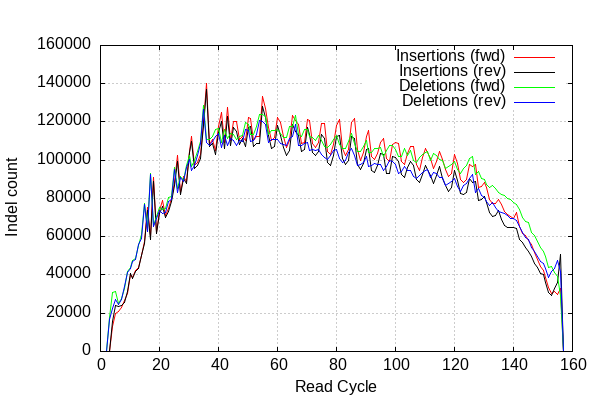 160000
140000
120000
100000
80000
60000
40000
20000
0
Indel count
0 20 40 60 80 100 120 140 160
Read Cycle
Insertions (fwd)
Insertions (rev)
Deletions (fwd)
Deletions (rev)